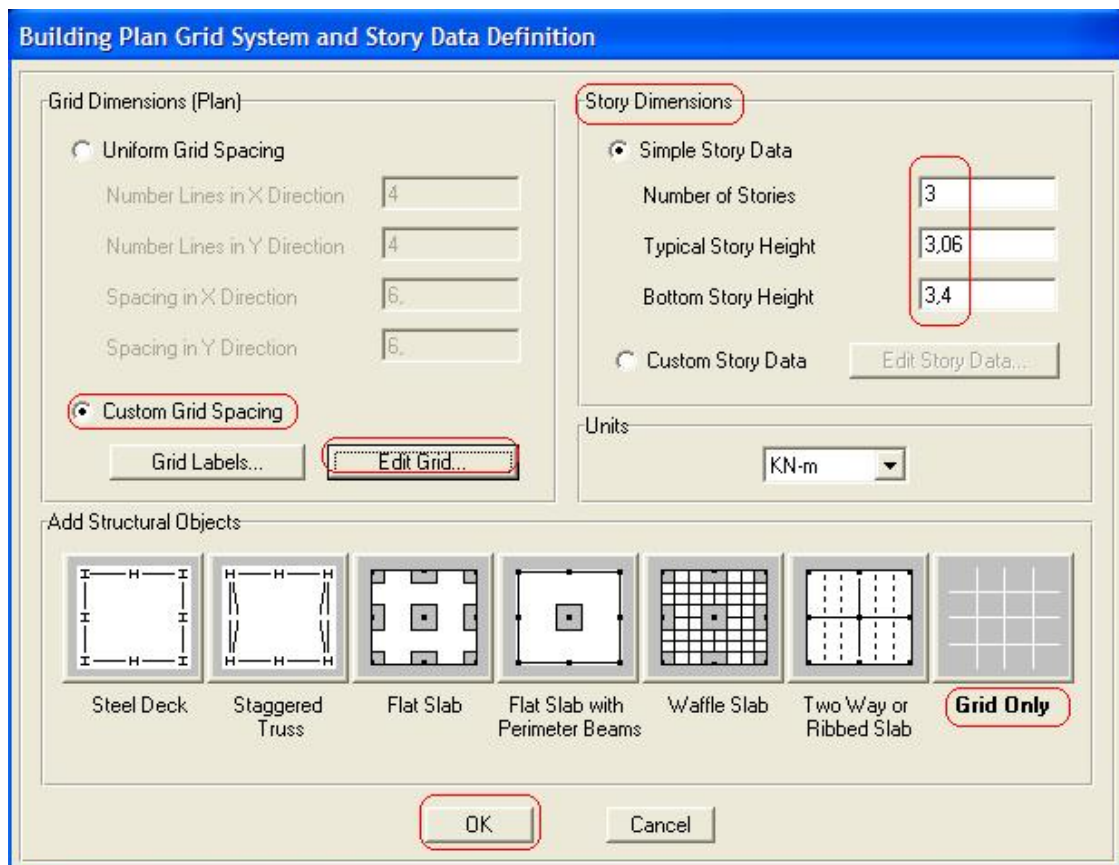 Building Plan Grid System and Story Data Definition
Grid Dimensions (Plan)
Uniform Grid Spacing
Number Lines in X Direction 4
Number Lines in Y Direction 4
Spacing in X Direction 6,
Spacing in Y Direction 6,
Custom Grid Spacing
Grid Labels... Edit Grid...
Story Dimensions
Simple Story Data
Number of Stories 3
Typical Story Height 3,06
Bottom Story Height 3,4
Custom Story Data Edit Story Data...
Units
KN-m
Add Structural Objects
Steel Deck
Staggered
Truss
Flat Slab
Flat Slab with
Perimeter Beams
Waffle Slab
Two Way or
Ribbed Slab
Grid Only
OK Cancel